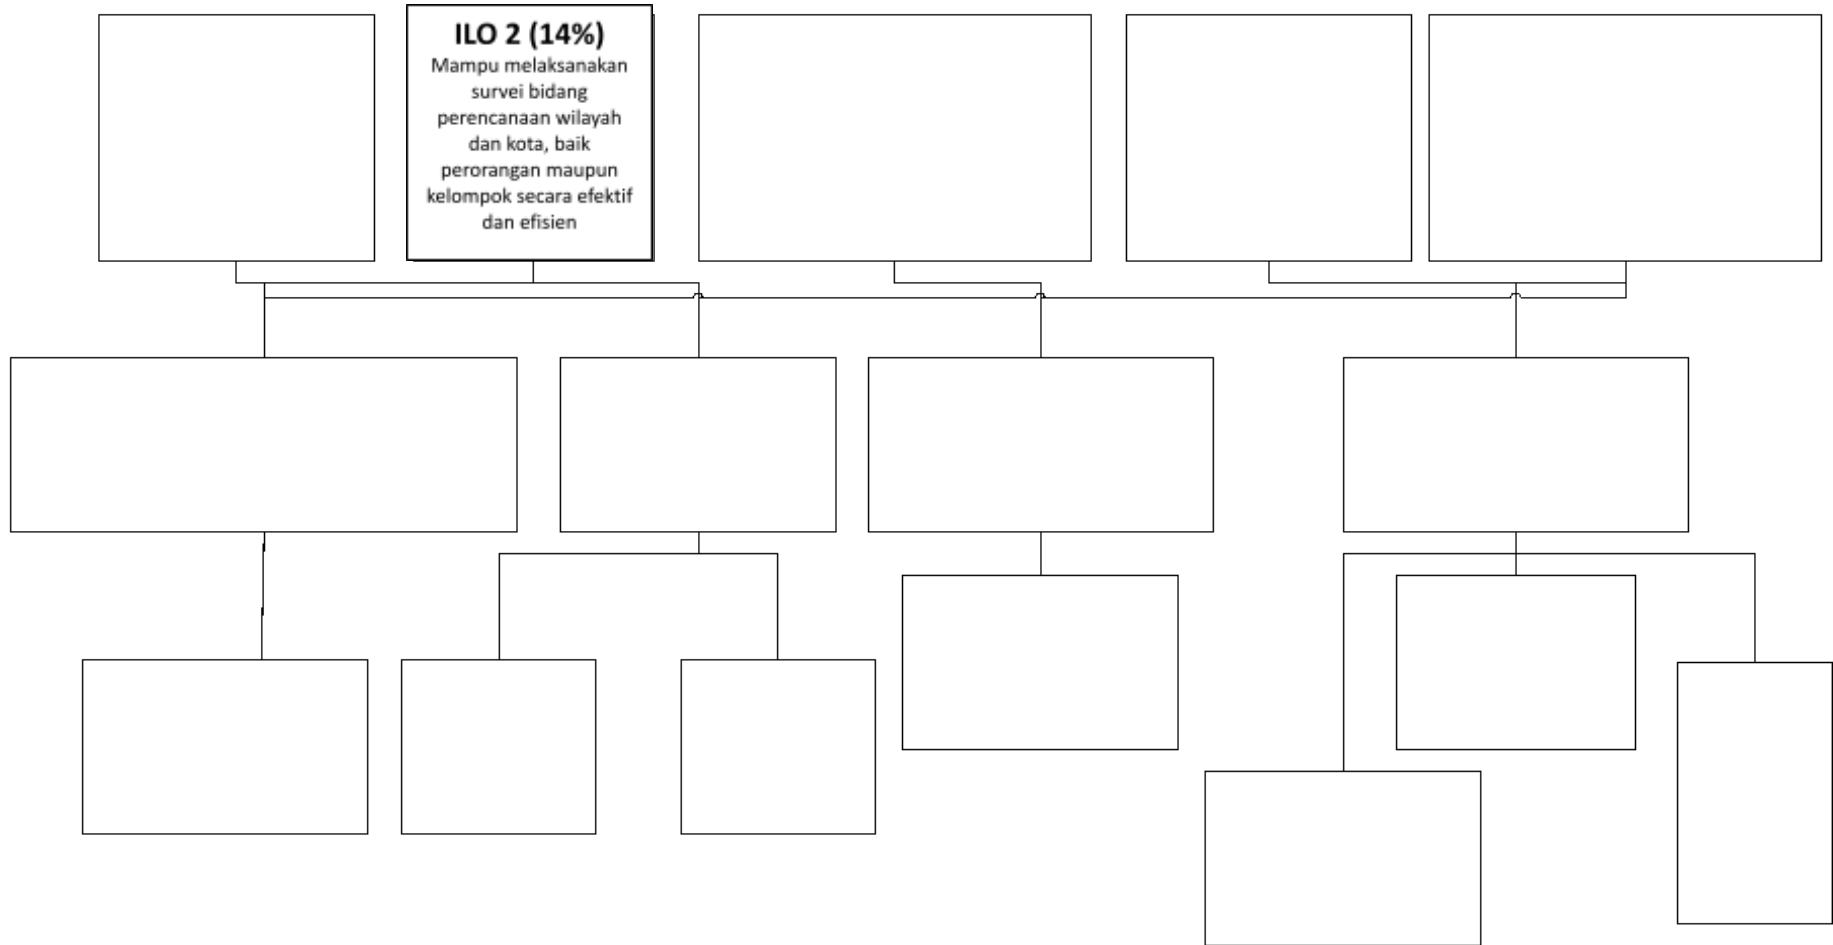 ILO 2 (14%)
Mampu melaksanakan
survei bidang
perencanaan wilayah
dan kota, baik
perorangan maupun
kelompok secara efektif
dan efisien